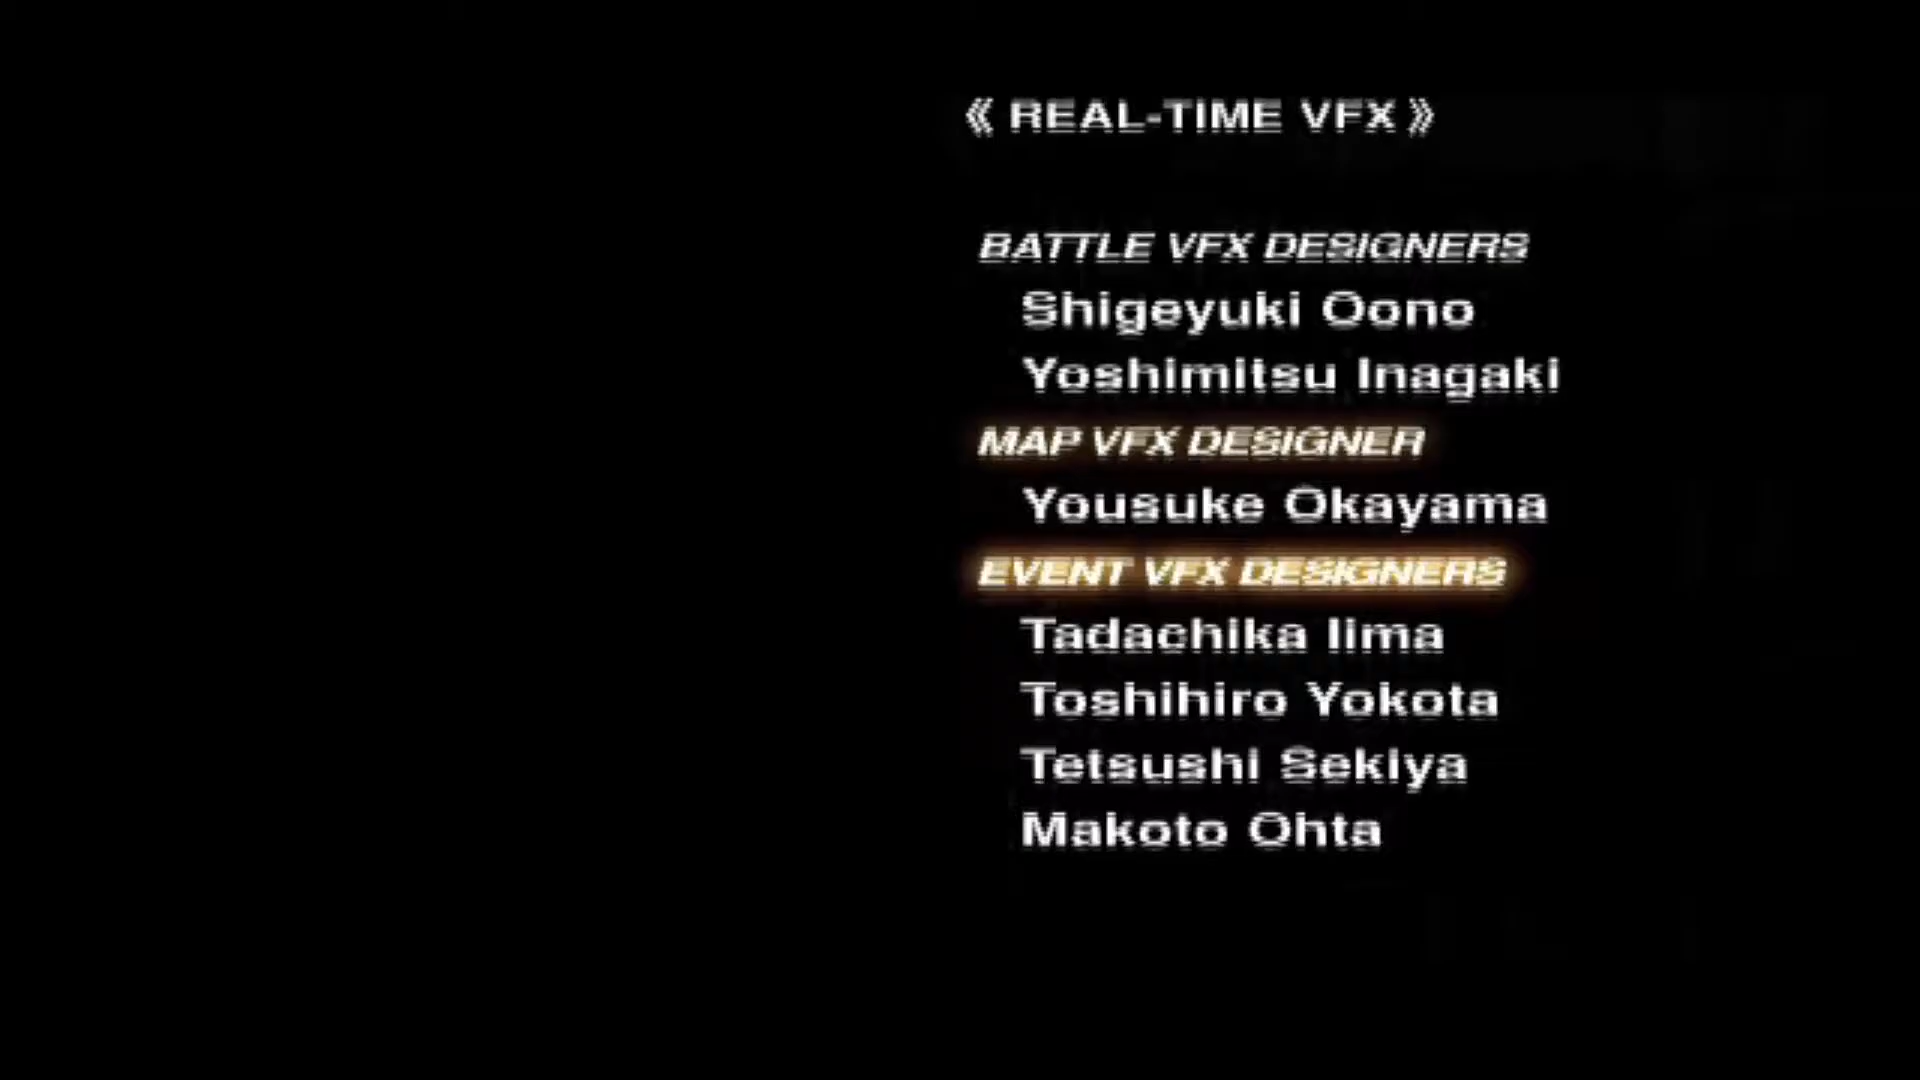 《 REAL-TIME VFX 》
BATTLE VFX DESIGNERS
Shigeyuki Oono
Yoshimitsu Inagaki
MAP VFX DESIGNER
Yousuke Okayama
EVENT VFX DESIGNERS
Tadachika Iima
Toshihiro Yokota
Tetsushi Sekiya
Makoto Ohta